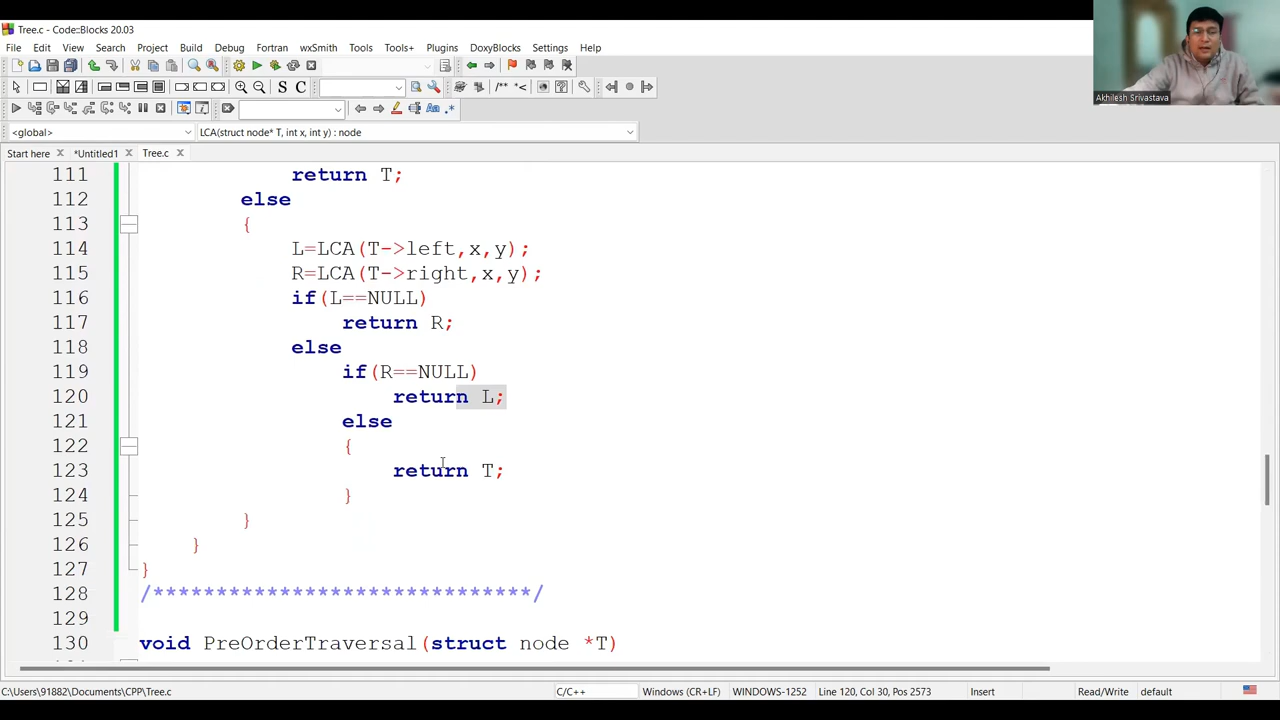 Tree.c - Code::Blocks 20.03
File Edit View Search Project Build Debug Fortran wxSmith Tools Tools+ Plugins DoxyBlocks Settings Help
S C /** *<
Aa .*
<global> LCA(struct node* T, int x, int y) : node
Start here *Untitled1 Tree.c
111 return T;
112 else
113 {
114 L=LCA(T->left,x,y);
115 R=LCA(T->right,x,y);
116 if(L==NULL)
117 return R;
118 else
119 if(R==NULL)
120 return L;
121 else
122 {
123 return T;
124 }
125 }
126 }
127 }
128 /******************************/
129
130 void PreOrderTraversal(struct node *T)
C:\Users\91882\Documents\CPP\Tree.c C/C++ Windows (CR+LF) WINDOWS-1252 Line 120, Col 30, Pos 2573 Insert Read/Write default
Akhilesh Srivastava